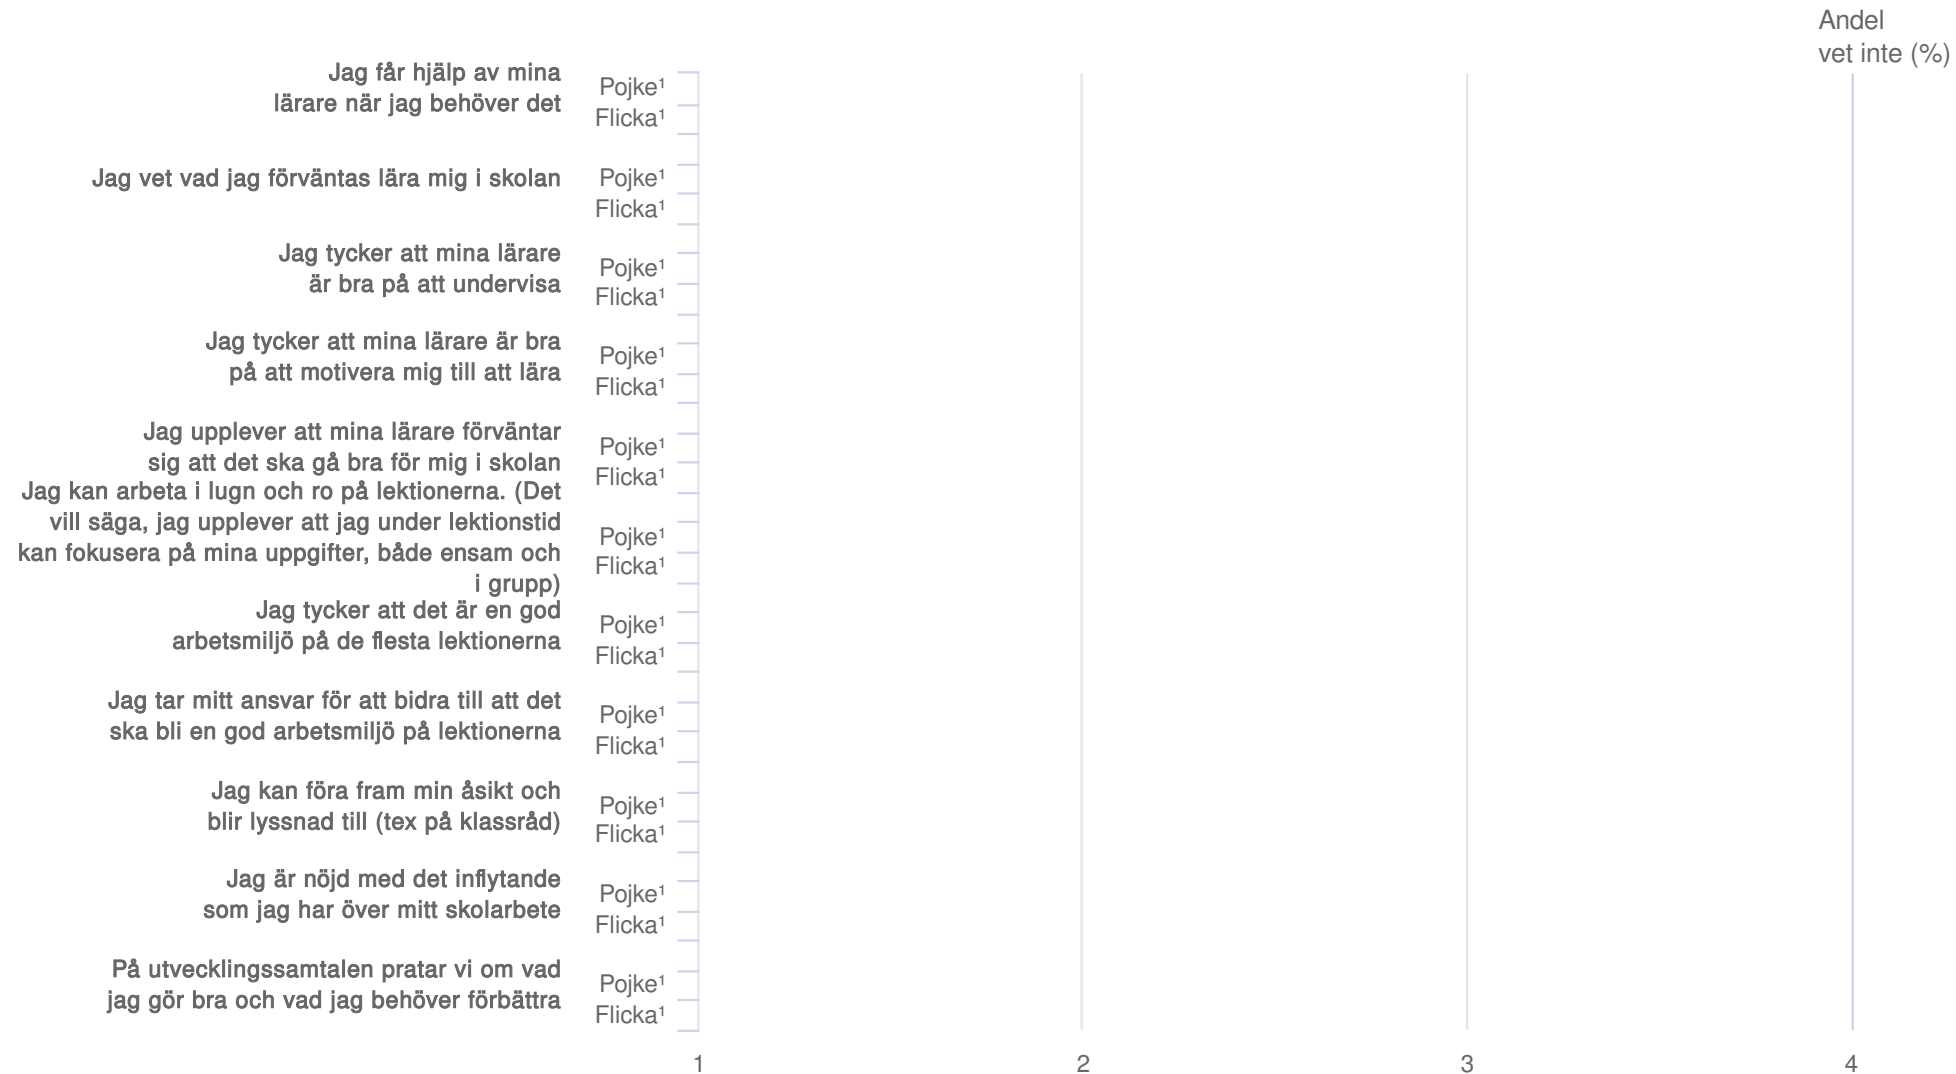 Andel
vet inte (%)
Jag får hjälp av mina
lärare när jag behöver det
Pojke¹
Flicka¹
Jag vet vad jag förväntas lära mig i skolan
Pojke¹
Flicka¹
Jag tycker att mina lärare
är bra på att undervisa
Pojke¹
Flicka¹
Jag tycker att mina lärare är bra
på att motivera mig till att lära
Pojke¹
Flicka¹
Jag upplever att mina lärare förväntar
sig att det ska gå bra för mig i skolan
Pojke¹
Flicka¹
Jag kan arbeta i lugn och ro på lektionerna. (Det
vill säga, jag upplever att jag under lektionstid
kan fokusera på mina uppgifter, både ensam och
i grupp)
Pojke¹
Flicka¹
Jag tycker att det är en god
arbetsmiljö på de flesta lektionerna
Pojke¹
Flicka¹
Jag tar mitt ansvar för att bidra till att det
ska bli en god arbetsmiljö på lektionerna
Pojke¹
Flicka¹
Jag kan föra fram min åsikt och
blir lyssnad till (tex på klassråd)
Pojke¹
Flicka¹
Jag är nöjd med det inflytande
som jag har över mitt skolarbete
Pojke¹
Flicka¹
På utvecklingssamtalen pratar vi om vad
jag gör bra och vad jag behöver förbättra
Pojke¹
Flicka¹
1 2 3 4